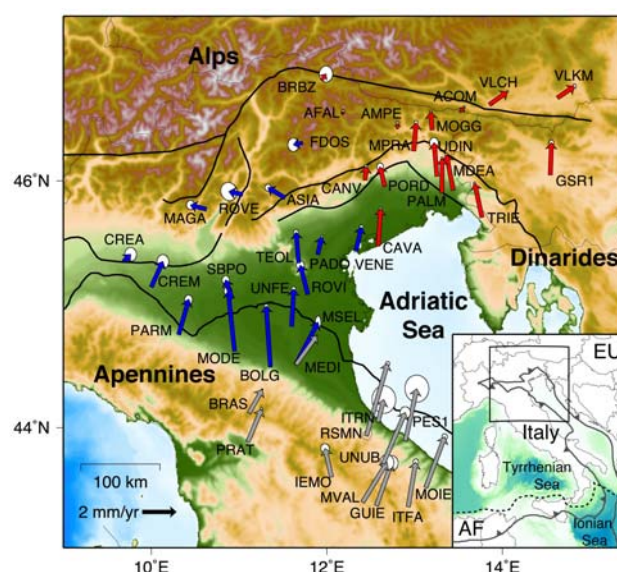 Alps
BRBZ
VLCH
VLKM
AFAL
AMPE
ACOM
MOGG
FDOS
MPRA
UDIN
46°N
CANV
MDEA
GSR1
MAGA
ROVE
ASIA
PORD
PALM
TRIE
CREA
TEOL
PADO
VENE
CAVA
Dinarides
CREM
SBPO
UNFE
ROVI
Adriatic
Sea
PARM
MSEL
MODE
BOLG
MEDI
EU
Apennines
BRAS
ITRN
RSMN
PES1
Italy
44°N
PRAT
UNUB
Tyrrhenian
Sea
100 km
IEMO
MVAL
MOIE
GUIE
ITFA
2 mm/yr
AF
Ionian
Sea
10°E
12°E
14°E